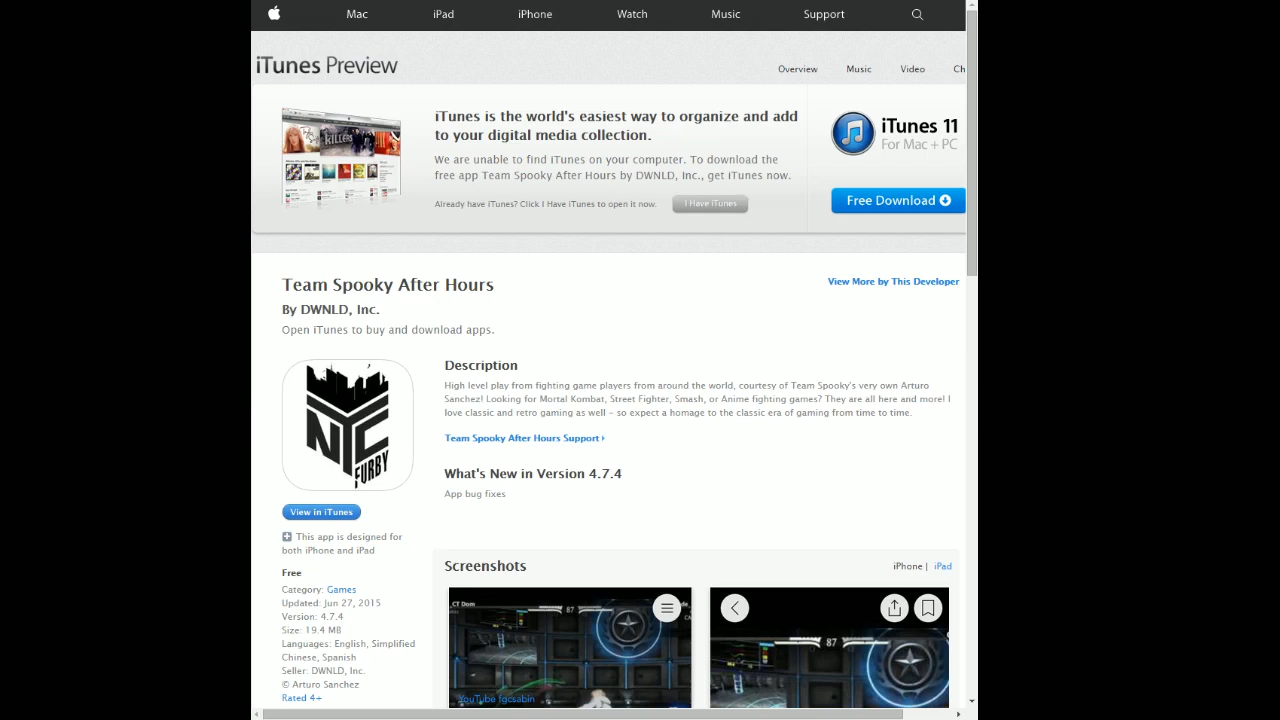 Mac iPad iPhone Watch Music Support
iTunes Preview
Overview Music Video Ch
iTunes is the world's easiest way to organize and add
to your digital media collection.
We are unable to find iTunes on your computer. To download the
free app Team Spooky After Hours by DWNLD, Inc., get iTunes now.
Already have iTunes? Click I Have iTunes to open it now.
I Have iTunes
iTunes 11
For Mac + PC
Free Download
KILLERS
Team Spooky After Hours
View More by This Developer
By DWNLD, Inc.
Open iTunes to buy and download apps.
NYC
FURBY
View in iTunes
This app is designed for
both iPhone and iPad
Free
Category: Games
Updated: Jun 27, 2015
Version: 4.7.4
Size: 19.4 MB
Languages: English, Simplified
Chinese, Spanish
Seller: DWNLD, Inc.
© Arturo Sanchez
Rated 4+
Description
High level play from fighting game players from around the world, courtesy of Team Spooky's very own Arturo
Sanchez! Looking for Mortal Kombat, Street Fighter, Smash, or Anime fighting games? They are all here and more! I
love classic and retro gaming as well - so expect a homage to the classic era of gaming from time to time.
Team Spooky After Hours Support
What's New in Version 4.7.4
App bug fixes
Screenshots
iPhone | iPad
_CT Dom
87
YouTube fgcsabin
87